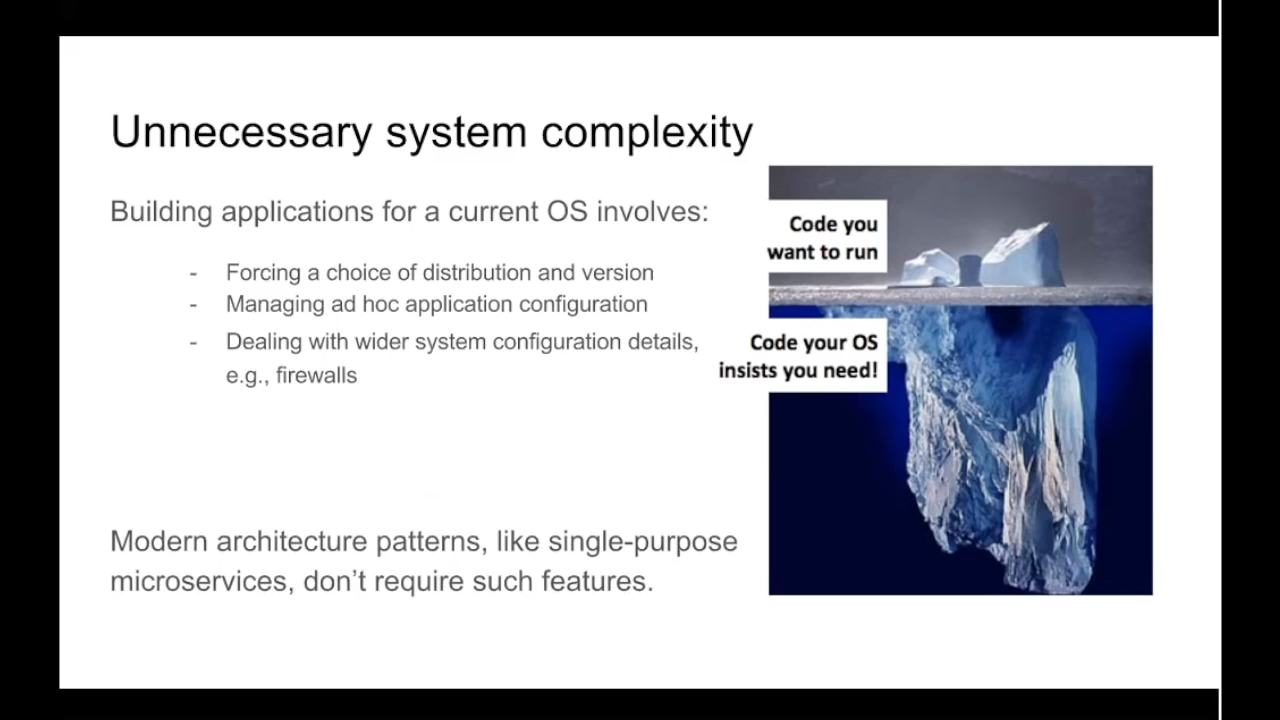 Unnecessary system complexity
Building applications for a current OS involves:
- Forcing a choice of distribution and version
- Managing ad hoc application configuration
- Dealing with wider system configuration details,
e.g., firewalls
Modern architecture patterns, like single-purpose
microservices, don’t require such features.
Code you
want to run
Code your OS
insists you need!